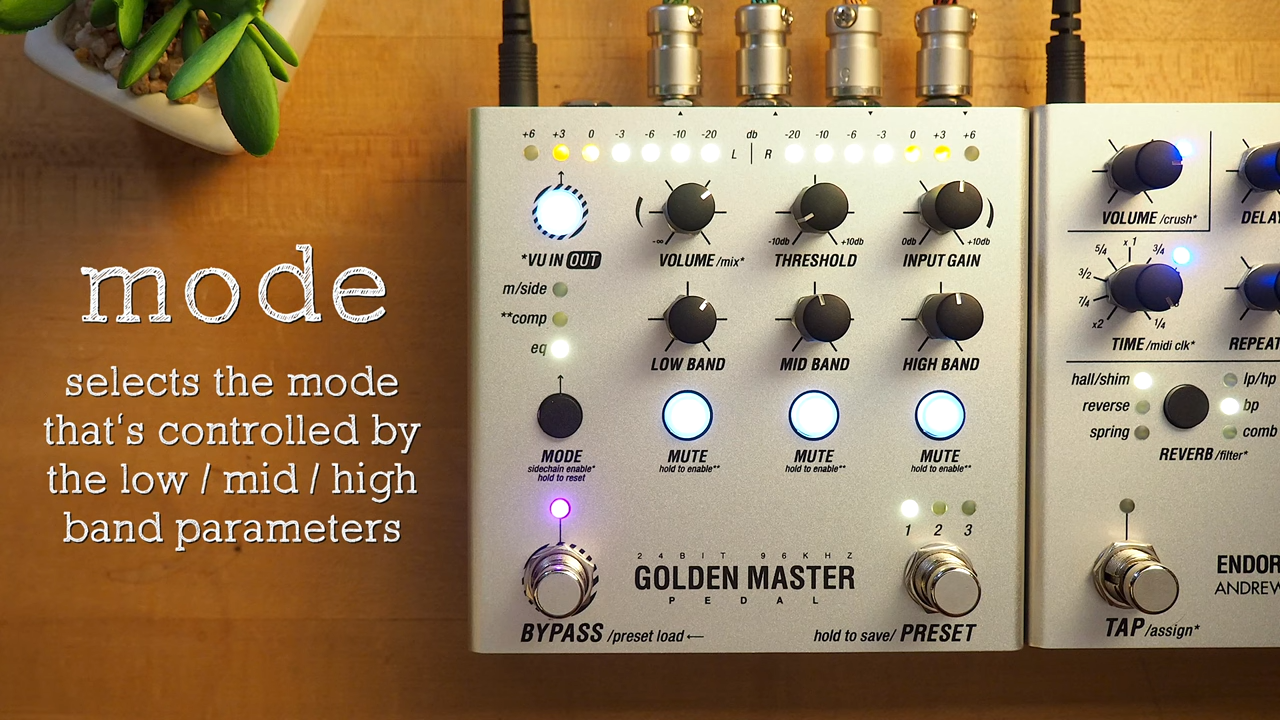 mode
selects the mode
that's controlled by
the low / mid / high
band parameters
+6 +3 0 -3 -6 -10 -20 db -20 -10 -6 -3 0 +3 +6
L R
*VU IN OUT
-∞
VOLUME /mix*
-10db +10db
THRESHOLD
0db +10db
INPUT GAIN
m/side
**comp
eq
LOW BAND
MID BAND
HIGH BAND
MODE
sidechain enable*
hold to reset
MUTE
hold to enable**
MUTE
hold to enable**
MUTE
hold to enable**
1 2 3
24BIT 96KHZ
GOLDEN MASTER
PEDAL
BYPASS /preset load
hold to save/ PRESET
VOLUME /crush*
DELAY
5/4 x 1 3/4
3/2
7/4
x2 1/4
TIME /midi clk*
REPEAT
hall/shim
reverse
spring
lp/hp
bp
comb
REVERB /filter*
ENDOR
ANDREW
TAP /assign*